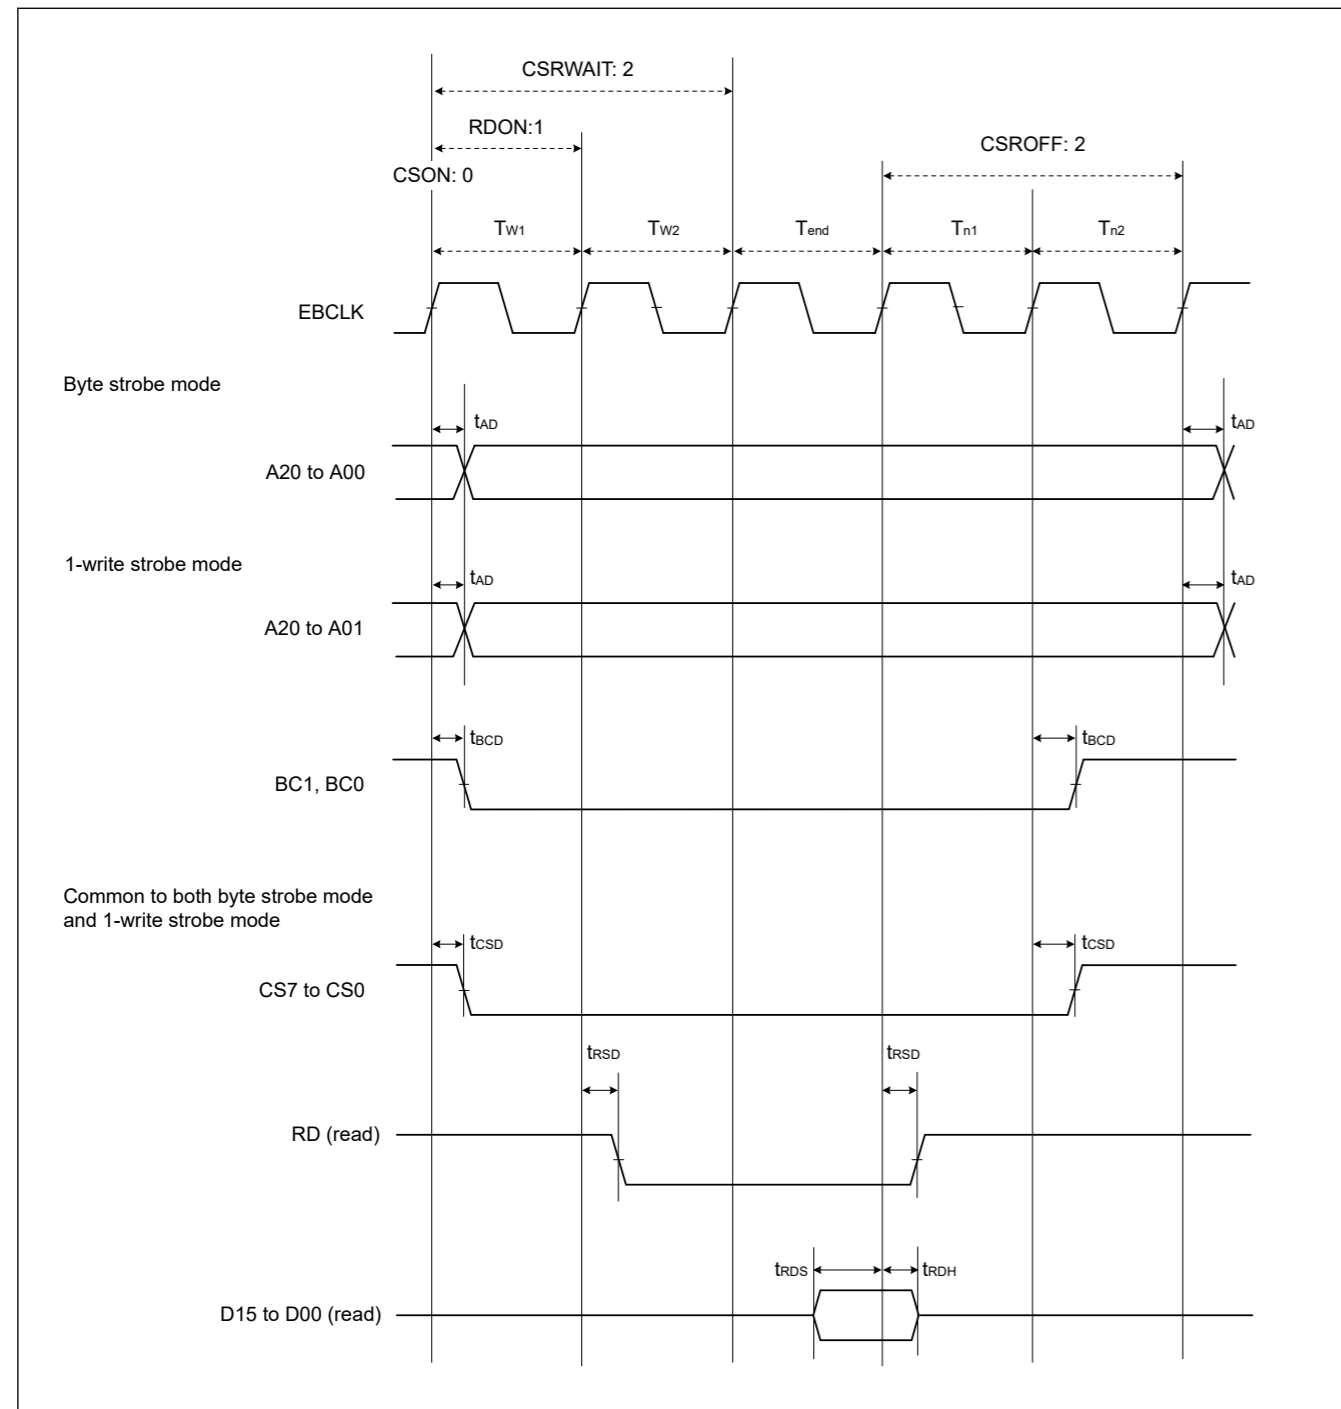 CSRWAIT: 2
RDON:1
CSROFF: 2
CSON: 0
TW1 TW2 Tend Tn1 Tn2
EBCLK
Byte strobe mode
tAD tAD
A20 to A00
1-write strobe mode
tAD tAD
A20 to A01
tBCD tBCD
BC1, BC0
Common to both byte strobe mode
and 1-write strobe mode
tCSD tCSD
CS7 to CS0
tRSD tRSD
RD (read)
tRDS tRDH
D15 to D00 (read)